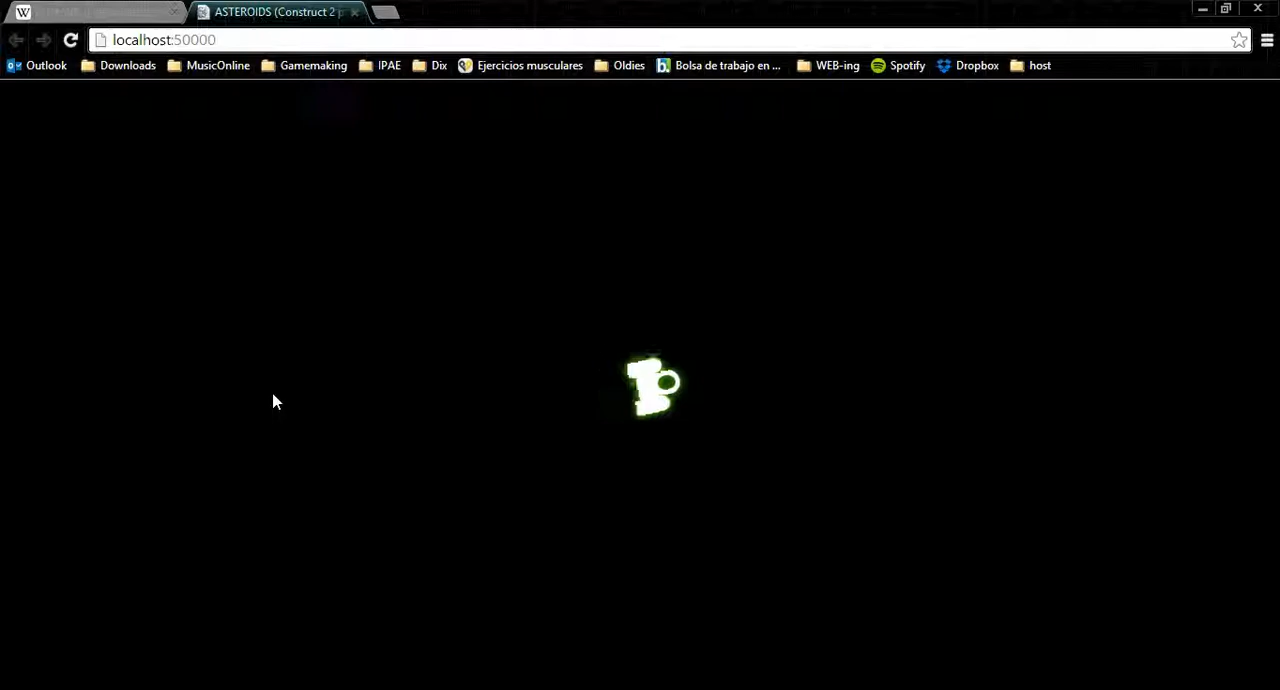 W
ASTEROIDS (Construct 2 p
localhost:50000
Outlook Downloads MusicOnline Gamemaking IPAE Dix Ejercicios musculares Oldies Bolsa de trabajo en ... WEB-ing Spotify Dropbox host